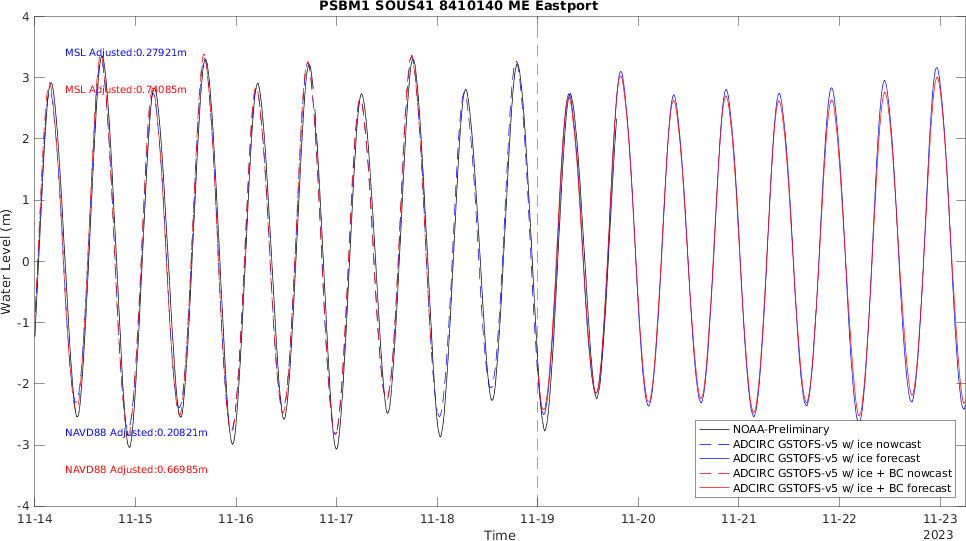 PSBM1 SOUS41 8410140 ME Eastport
4
3
2
1
0
-1
-2
-3
-4
Water Level (m)
MSL Adjusted:0.27921m
MSL Adjusted:0.74085m
NAVD88 Adjusted:0.20821m
NAVD88 Adjusted:0.66985m
NOAA-Preliminary
ADCIRC GSTOFS-v5 w/ ice nowcast
ADCIRC GSTOFS-v5 w/ ice forecast
ADCIRC GSTOFS-v5 w/ ice + BC nowcast
ADCIRC GSTOFS-v5 w/ ice + BC forecast
11-14 11-15 11-16 11-17 11-18 11-19 11-20 11-21 11-22 11-23
2023
Time